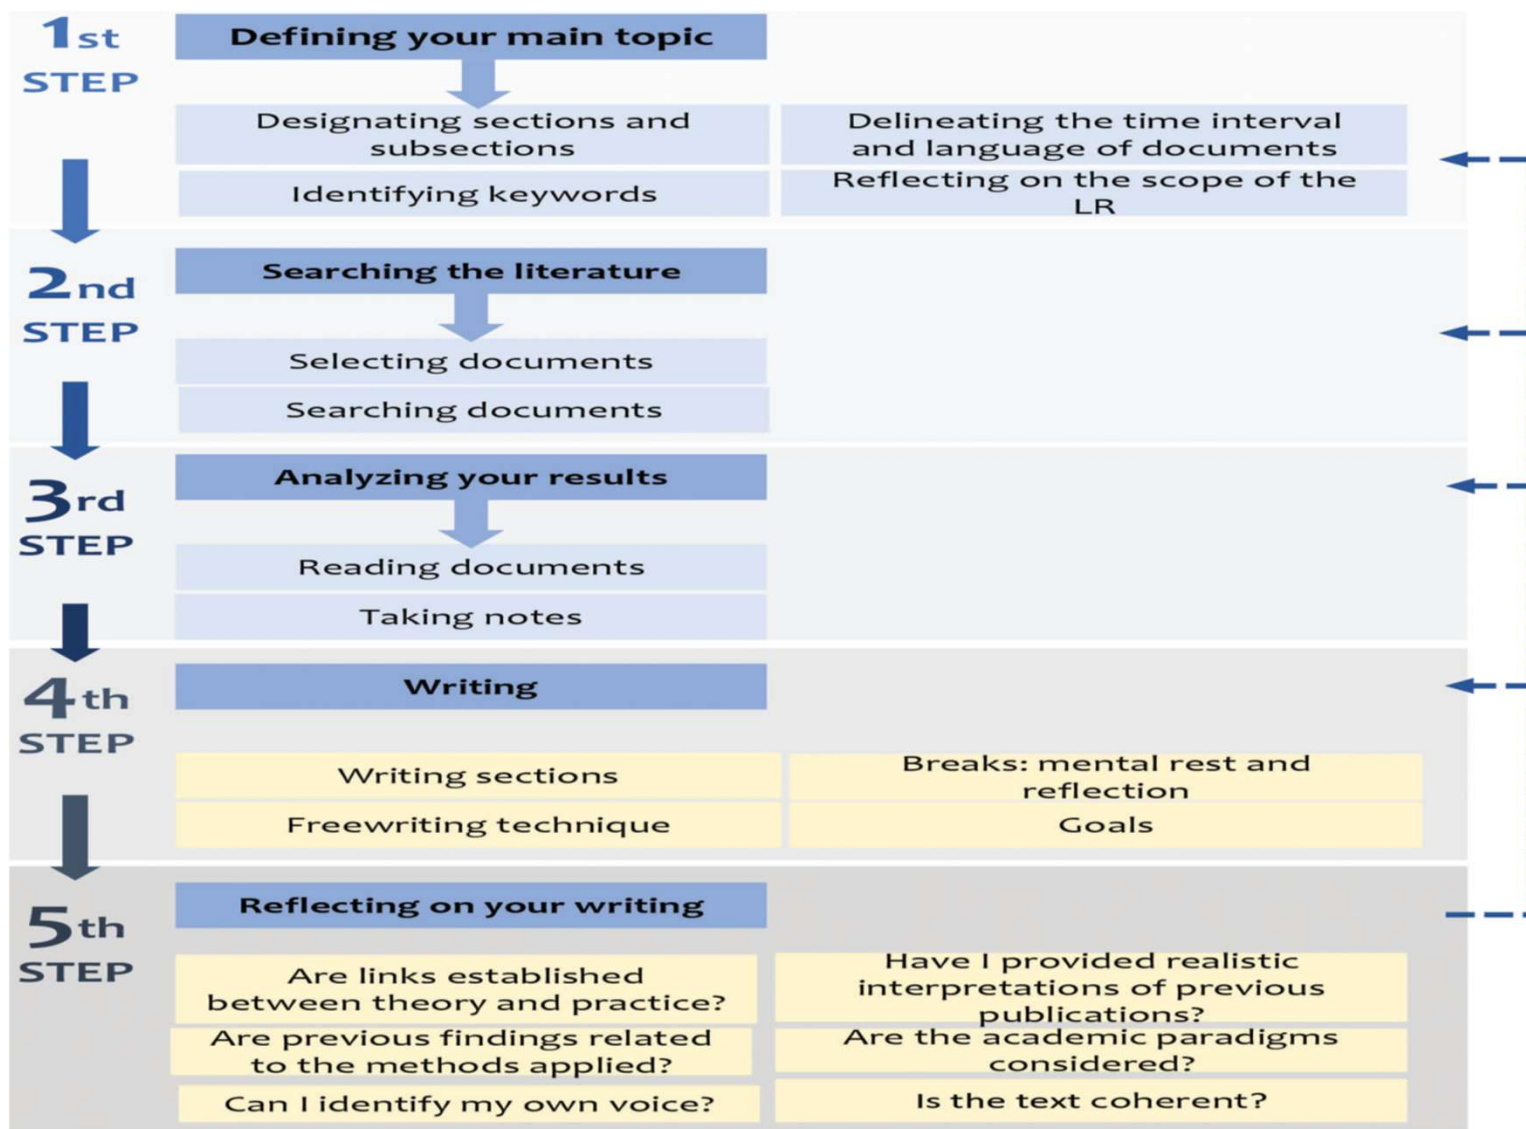 1st
STEP
Defining your main topic
Designating sections and
subsections
Delineating the time interval
and language of documents
Identifying keywords
Reflecting on the scope of the
LR
2nd
STEP
Searching the literature
Selecting documents
Searching documents
3rd
STEP
Analyzing your results
Reading documents
Taking notes
4th
STEP
Writing
Writing sections
Breaks: mental rest and
reflection
Freewriting technique
Goals
5th
STEP
Reflecting on your writing
Are links established
between theory and practice?
Have I provided realistic
interpretations of previous
publications?
Are previous findings related
to the methods applied?
Are the academic paradigms
considered?
Can I identify my own voice?
Is the text coherent?